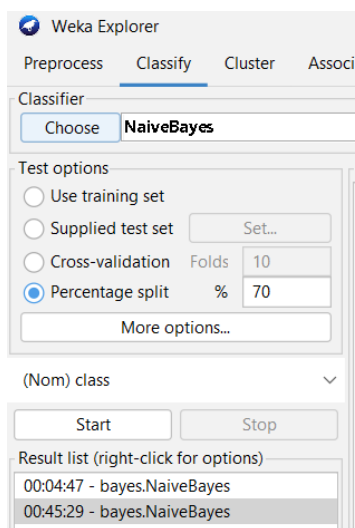 Weka Explorer
Preprocess Classify Cluster Associ
Classifier
Choose NaiveBayes
Test options
Use training set
Supplied test set Set...
Cross-validation Folds 10
Percentage split % 70
More options...
(Nom) class
Start Stop
Result list (right-click for options)
00:04:47 - bayes.NaiveBayes
00:45:29 - bayes.NaiveBayes